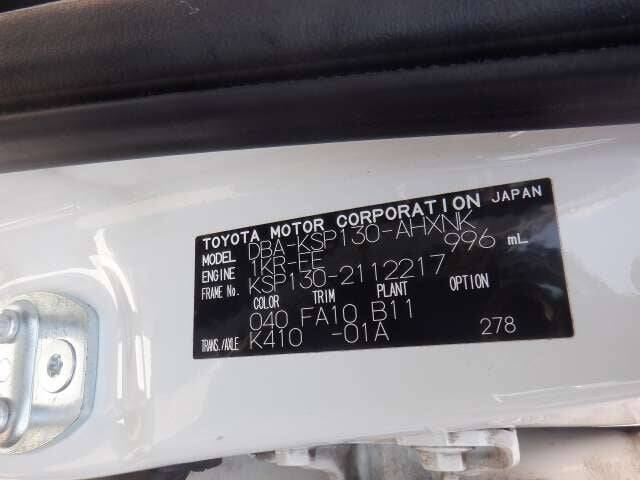 TOYOTA MOTOR CORPORATION JAPAN
MODEL DBA-KSP130-AHXNK
ENGINE 1KR-FE 996 mL
FRAME No. KSP130-2112217
COLOR TRIM PLANT OPTION
040 FA10 B11
TRANS./AXLE K410 -01A 278